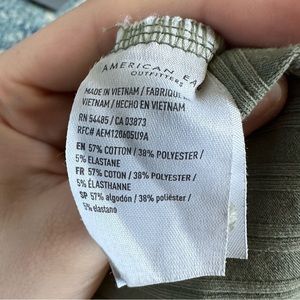 AMERICAN EA
OUTFITTERS
MADE IN VIETNAM / FABRIQUÉ
VIETNAM / HECHO EN VIETNAM
RN 54485 / CA 03873
RFC# AEM120605U9A
EN 57% COTTON / 38% POLYESTER /
5% ELASTANE
FR 57% COTON / 38% POLYESTER /
5% ÉLASTHANNE
SP 57% algodón / 38% poliéster /
5% elastano